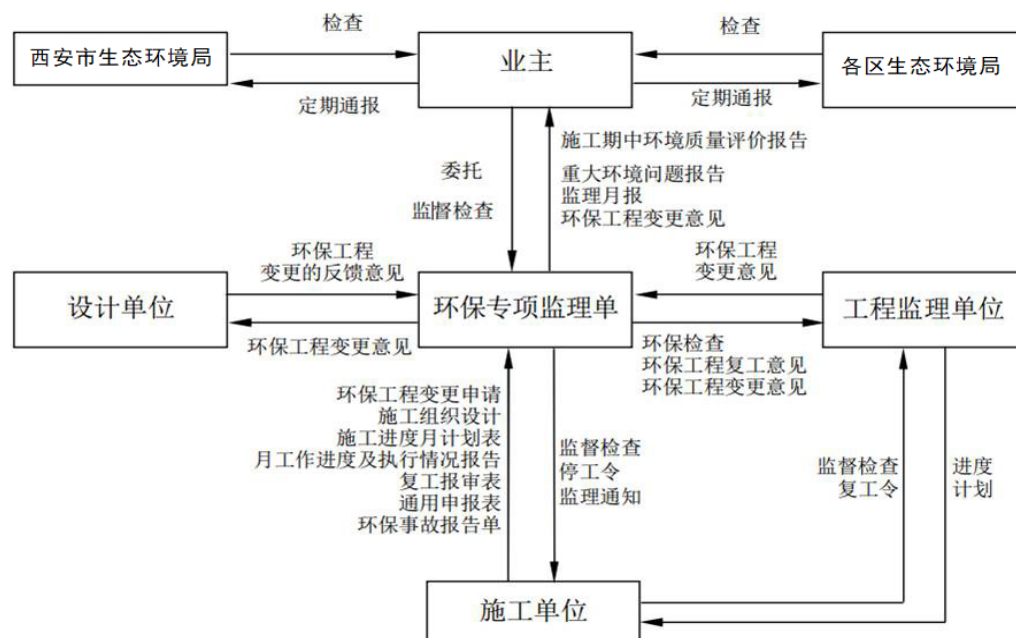 检查
检查
西安市生态环境局
业主
各区生态环境局
定期通报
定期通报
施工期中环境质量评价报告
委托
重大环境问题报告
监理月报
监督检查
环保工程变更意见
环保工程
变更的反馈意见
环保工程
变更意见
设计单位
环保专项监理单
工程监理单位
环保工程变更意见
环保检查
环保工程复工意见
环保工程变更意见
环保工程变更申请
施工组织设计
施工进度月计划表
月工作进度及执行情况报告
复工报审表
通用申报表
环保事故报告单
监督检查
停工令
监理通知
监督检查
复工令
进度
计划
施工单位